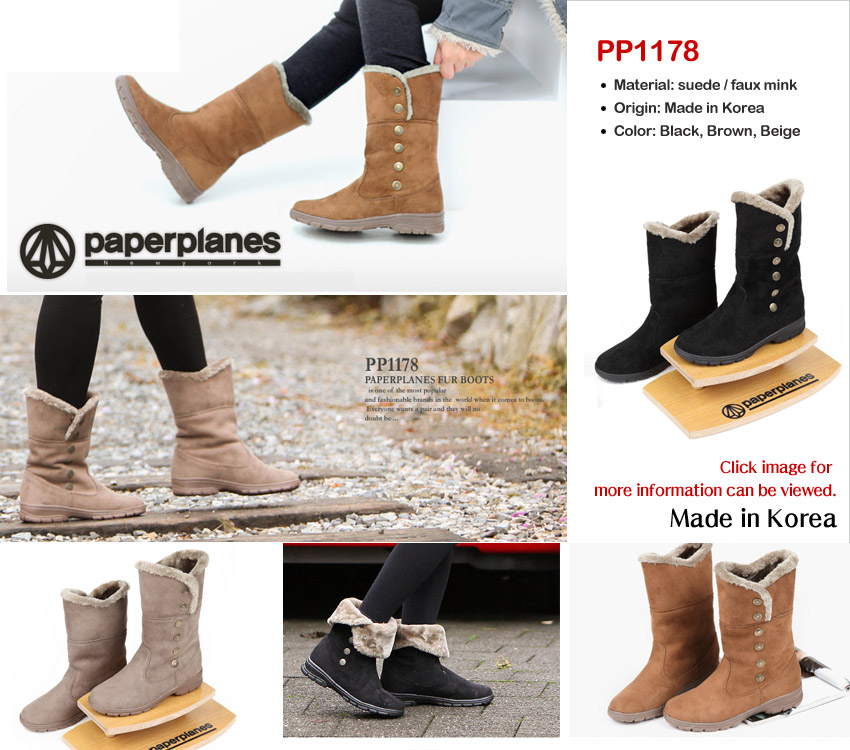 PP1178
Material: suede / faux mink
Origin: Made in Korea
Color: Black, Brown, Beige
paperplanes
Newyork
PP1178
PAPERPLANES FUR BOOTS
is one of the most popular
and fashionable brands in the world when it comes to boots.
Everyone wants a pair and they will no
doubt be ...
paperplanes
Click image for
more information can be viewed.
Made in Korea
paperplanes